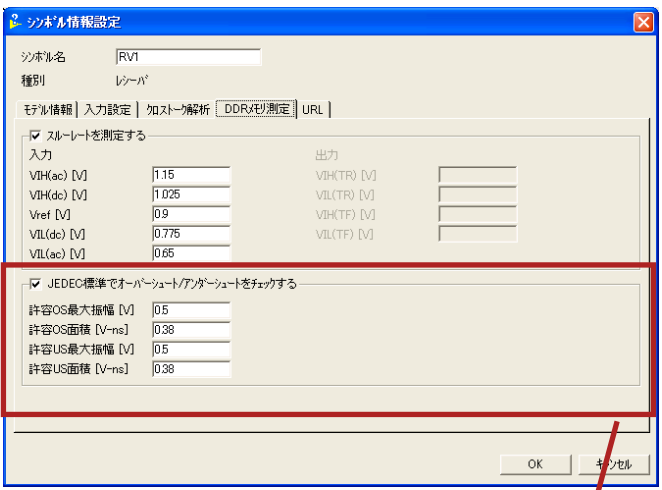 シンボル情報設定
シンボル名 RV1
種別 レシーバ
モデル情報 入力設定 クロストーク解析 DDRメモリ測定 URL
スルーレートを測定する
入力 出力
VIH(ac) [V] 1.15 VIH(TR) [V]
VIH(dc) [V] 1.025 VIL(TR) [V]
Vref [V] 0.9 VIH(TF) [V]
VIL(dc) [V] 0.775 VIL(TF) [V]
VIL(ac) [V] 0.65
JEDEC標準でオーバーシュート/アンダーシュートをチェックする
許容OS最大振幅 [V] 0.5
許容OS面積 [V-ns] 0.38
許容US最大振幅 [V] 0.5
許容US面積 [V-ns] 0.38
OK キャンセル